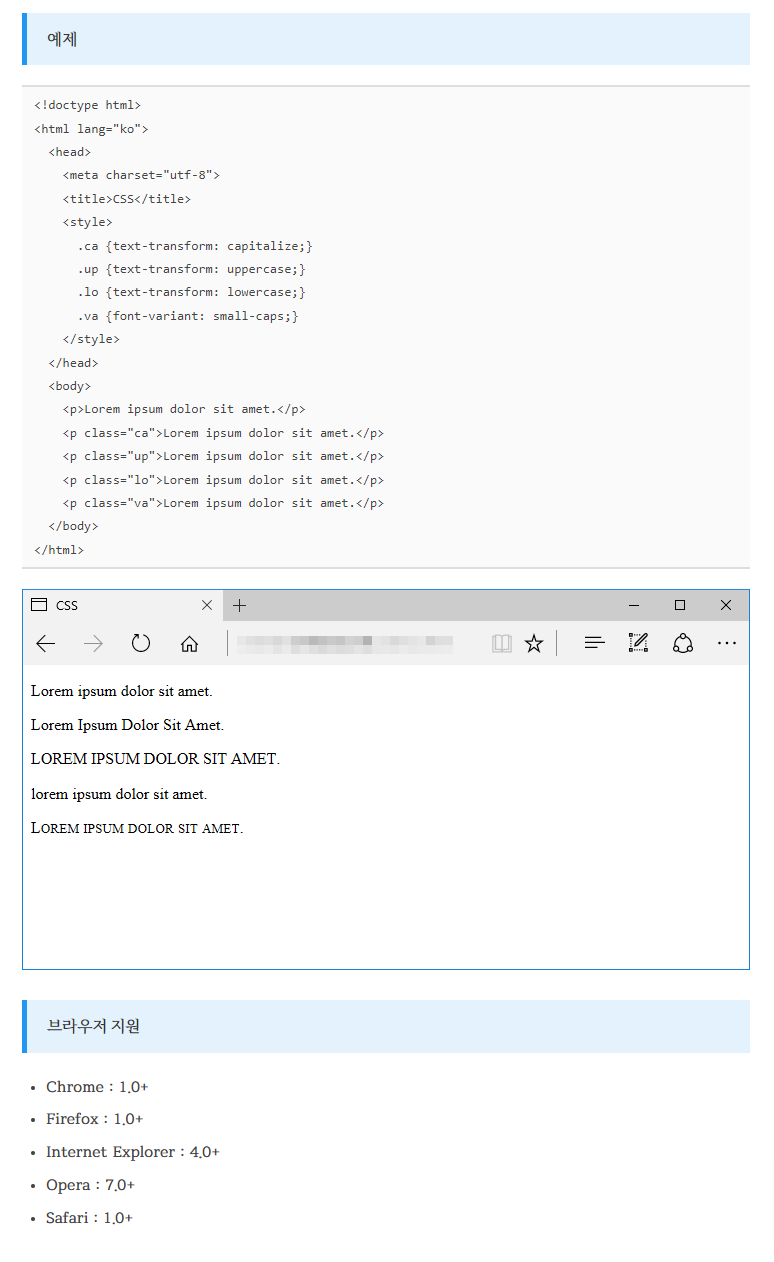 예제
<!doctype html>
<html lang="ko">
  <head>
    <meta charset="utf-8">
    <title>CSS</title>
    <style>
      .ca {text-transform: capitalize;}
      .up {text-transform: uppercase;}
      .lo {text-transform: lowercase;}
      .va {font-variant: small-caps;}
    </style>
  </head>
  <body>
    <p>Lorem ipsum dolor sit amet.</p>
    <p class="ca">Lorem ipsum dolor sit amet.</p>
    <p class="up">Lorem ipsum dolor sit amet.</p>
    <p class="lo">Lorem ipsum dolor sit amet.</p>
    <p class="va">Lorem ipsum dolor sit amet.</p>
  </body>
</html>
CSS
Lorem ipsum dolor sit amet.
Lorem Ipsum Dolor Sit Amet.
LOREM IPSUM DOLOR SIT AMET.
lorem ipsum dolor sit amet.
LOREM IPSUM DOLOR SIT AMET.
브라우저 지원
• Chrome : 1.0+
• Firefox : 1.0+
• Internet Explorer : 4.0+
• Opera : 7.0+
• Safari : 1.0+